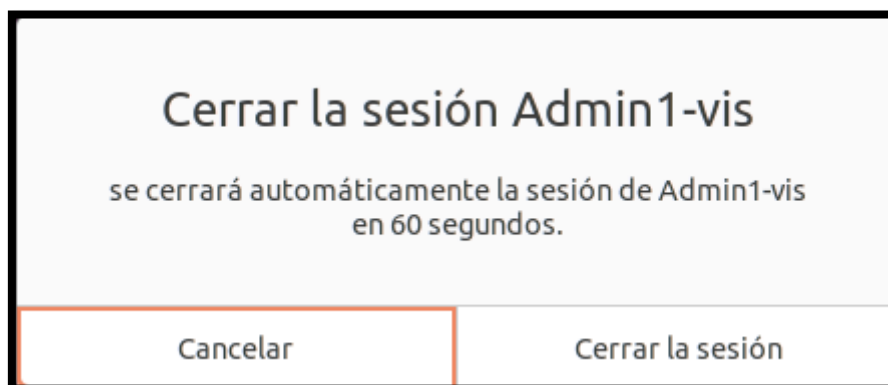 Cerrar la sesión Admin1-vis
se cerrará automáticamente la sesión de Admin1-vis
en 60 segundos.
Cancelar
Cerrar la sesión